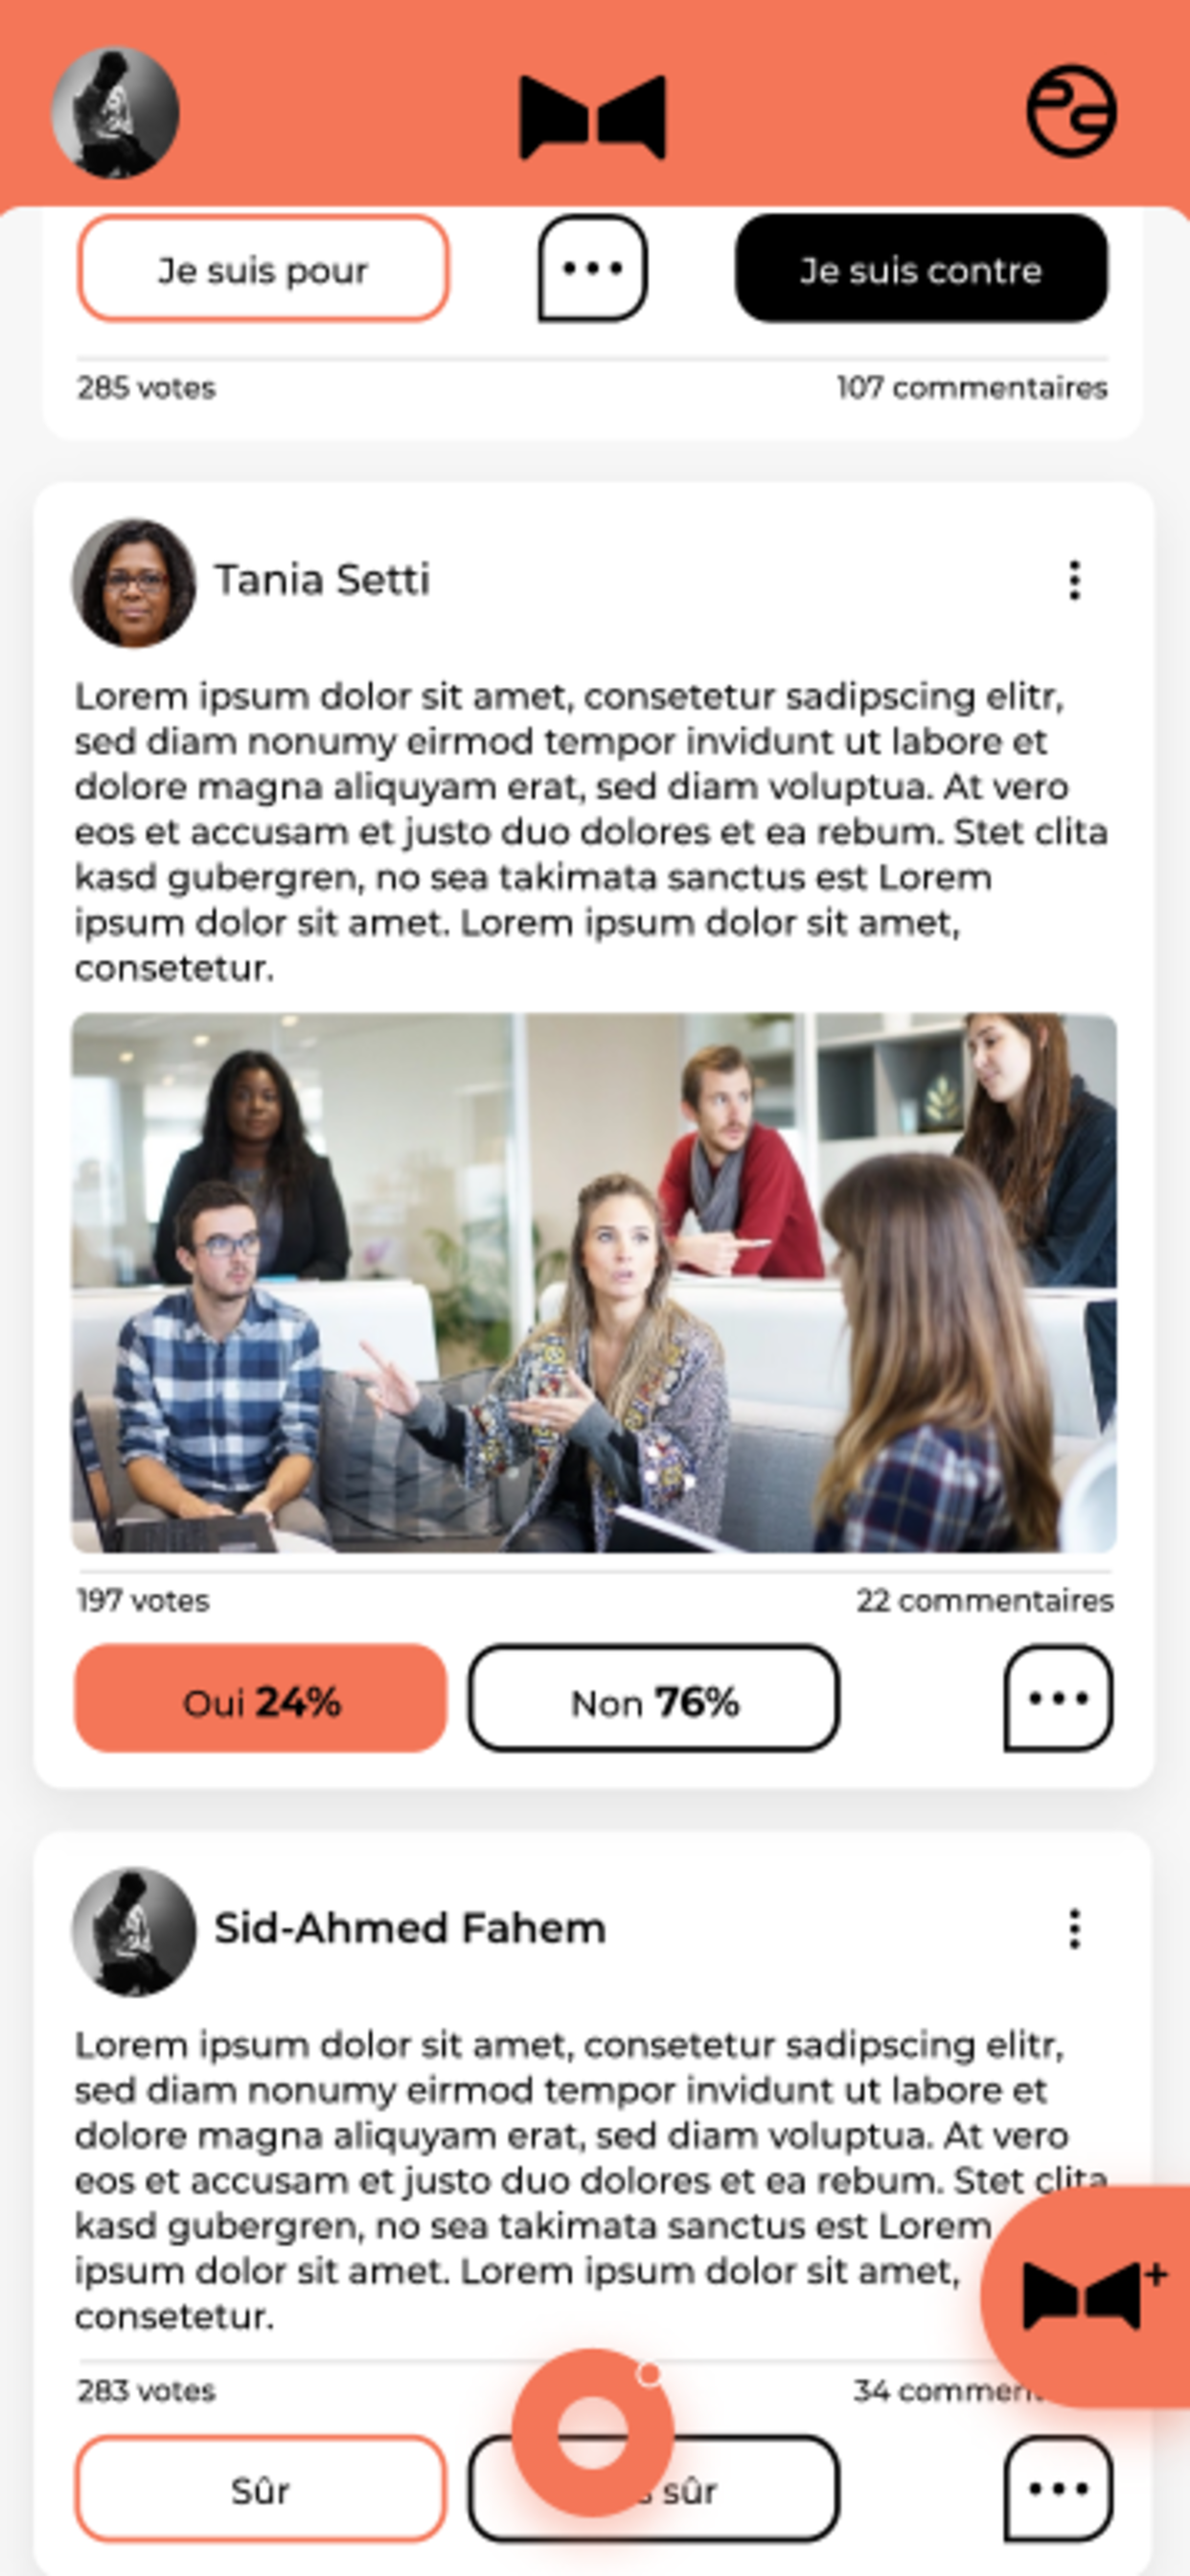 Je suis pour
Je suis contre
285 votes
107 commentaires
Tania Setti
Lorem ipsum dolor sit amet, consetetur sadipscing elitr,
sed diam nonumy eirmod tempor invidunt ut labore et
dolore magna aliquyam erat, sed diam voluptua. At vero
eos et accusam et justo duo dolores et ea rebum. Stet clita
kasd gubergren, no sea takimata sanctus est Lorem
ipsum dolor sit amet. Lorem ipsum dolor sit amet,
consetetur.
197 votes
22 commentaires
Oui 24%
Non 76%
Sid-Ahmed Fahem
Lorem ipsum dolor sit amet, consetetur sadipscing elitr,
sed diam nonumy eirmod tempor invidunt ut labore et
dolore magna aliquyam erat, sed diam voluptua. At vero
eos et accusam et justo duo dolores et ea rebum. Stet clita
kasd gubergren, no sea takimata sanctus est Lorem
ipsum dolor sit amet. Lorem ipsum dolor sit amet,
consetetur.
283 votes
34
Sûr
sûr